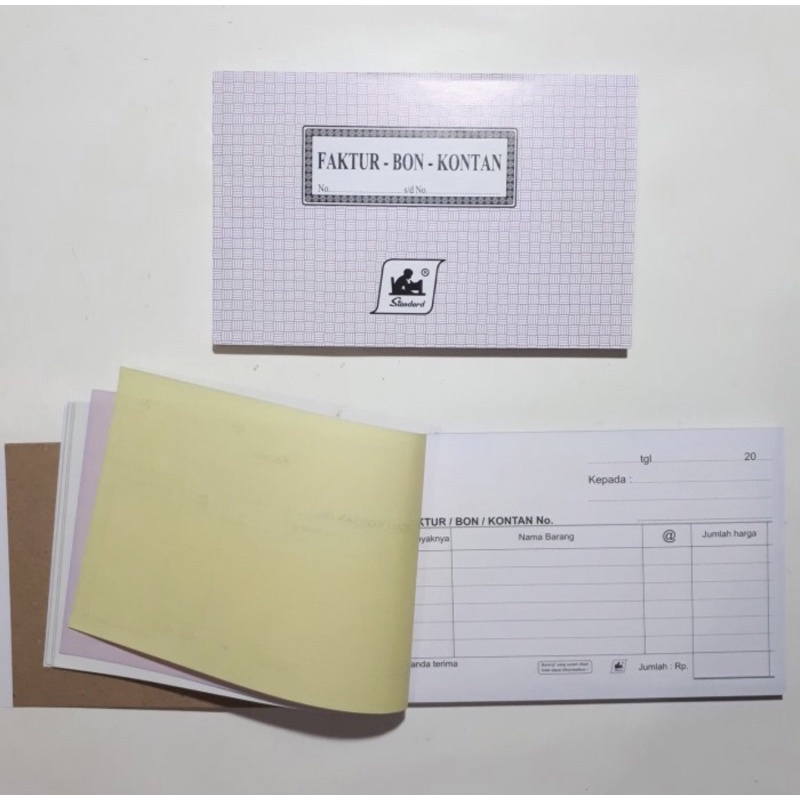 FAKTUR - BON - KONTAN
No. s/d No.
®
Standard
tgl 20
Kepada :
KTUR / BON / KONTAN No.
yaknya Nama Barang @ Jumlah harga
anda terima Jumlah : Rp.